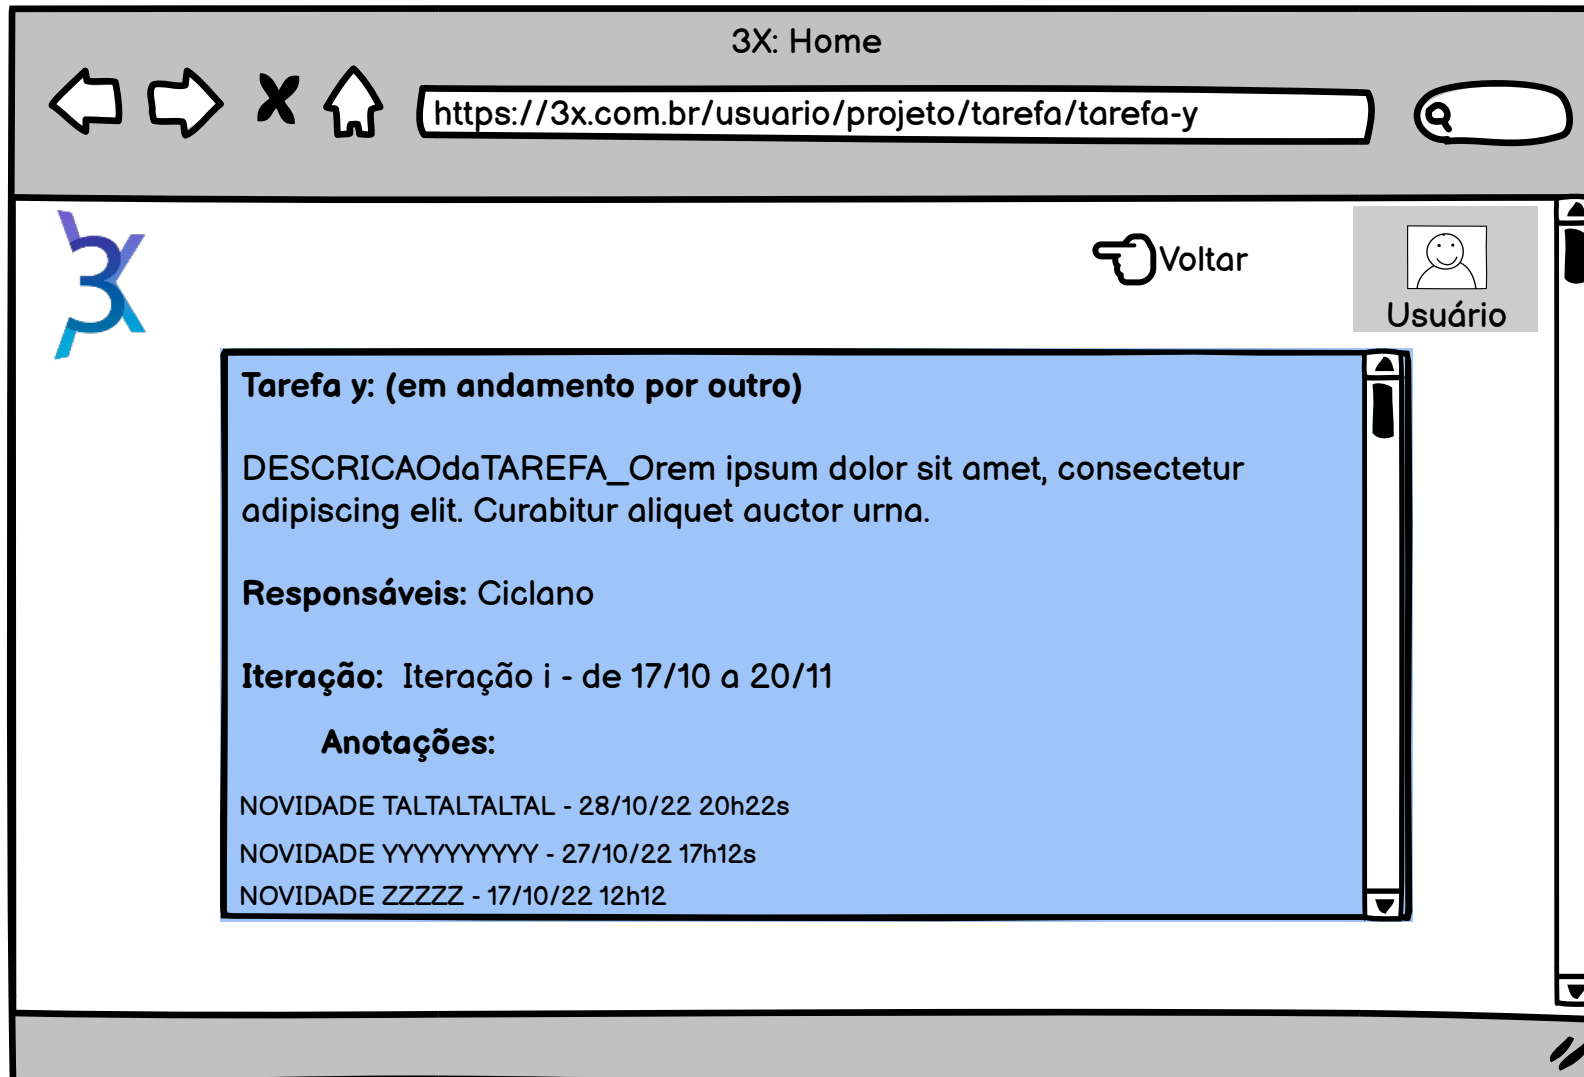 3X: Home
https://3x.com.br/usuario/projeto/tarefa/tarefa-y
3X
Voltar
Usuário
Tarefa y: (em andamento por outro)
DESCRICAOdaTAREFA_Orem ipsum dolor sit amet, consectetur
adipiscing elit. Curabitur aliquet auctor urna.
Responsáveis: Ciclano
Iteração: Iteração i - de 17/10 a 20/11
Anotações:
NOVIDADE TALTALTALTAL - 28/10/22 20h22s
NOVIDADE YYYYYYYYYY - 27/10/22 17h12s
NOVIDADE ZZZZZ - 17/10/22 12h12